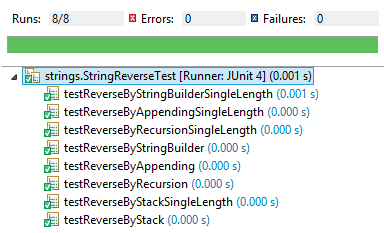 Runs: 8/8 Errors: 0 Failures: 0
strings.StringReverseTest [Runner: JUnit 4] (0.001 s)
testReverseByStringBuilderSingleLength (0.001 s)
testReverseByAppendingSingleLength (0.000 s)
testReverseByRecursionSingleLength (0.000 s)
testReverseByStringBuilder (0.000 s)
testReverseByAppending (0.000 s)
testReverseByRecursion (0.000 s)
testReverseByStackSingleLength (0.000 s)
testReverseByStack (0.000 s)